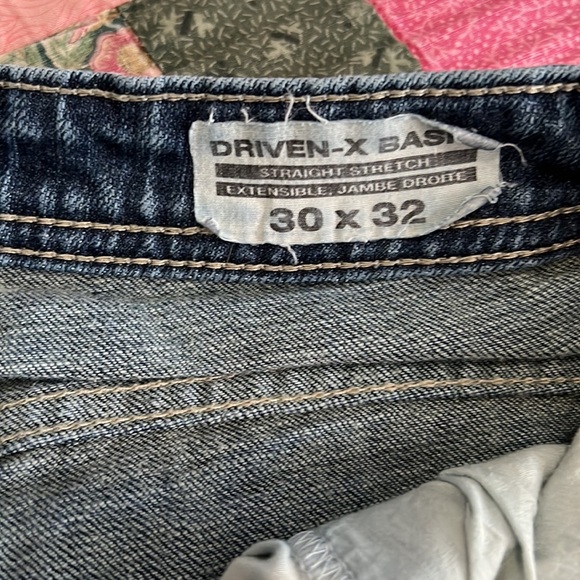 DRIVEN-X BASI
STRAIGHT STRETCH
EXTENSIBLE, JAMBE DROITE
30 X 32